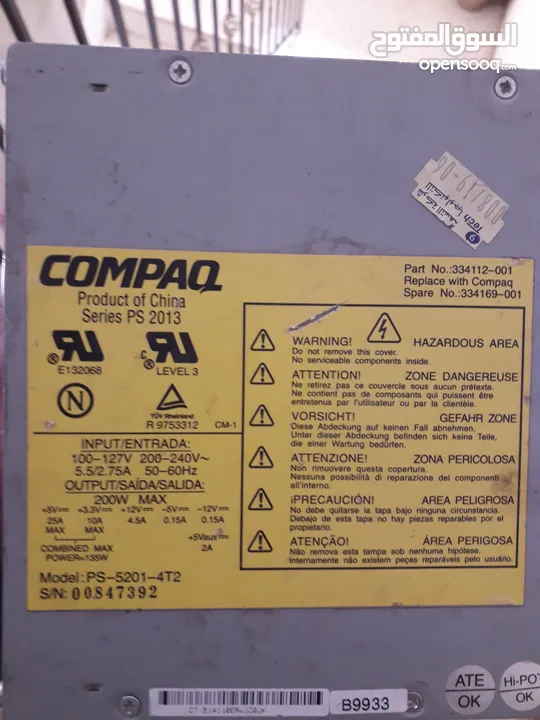 السوق المفتوح
opensooq.com
COMPAQ
Product of China
Series PS 2013
Part No.:334112-001
Replace with Compaq
Spare No.:334169-001
E132068
LEVEL 3
N
TÜV Rheinland
R 9753312
CM-1
INPUT/ENTRADA:
100-127V 200-240V~
5.5/2.75A 50-60Hz
OUTPUT/SAÍDA/SALIDA:
200W MAX
+5V +3.3V +12V -5V -12V
25A 10A 4.5A 0.15A 0.15A
MAX MAX
+5Vaux
2A
COMBINED MAX
POWER=135W
Model: PS-5201-4T2
S/N: 00847392
WARNING! HAZARDOUS AREA
Do not remove this cover.
No serviceable components inside.
ATTENTION! ZONE DANGEREUSE
Ne retirez pas ce couvercle sous aucun prétexte.
Ne contient pas de composants qui puissent être
entretenus par l'utilisateur ou par la clientèle.
VORSICHT! GEFAHR ZONE
Diese Abdeckung auf keinen Fall abnehmen.
Unter dieser Abdeckung befinden sich keine Teile,
die einer Wartung bedürfen.
ATTENZIONE! ZONA PERICOLOSA
Non rimuovere questa copertura.
Nessuna possibilità di reparazione dei componenti
all'interno.
¡PRECAUCIÓN! AREA PELIGROSA
No debe quitarse la tapa bajo ninguna circonstancia.
Debajo de esta tapa no hay piezas reparables por el
propietario.
ATENÇÃO! ÁREA PERIGOSA
Não remova esta tampa sob nenhuma hipótese.
Internamente não existem peças reparáveis pelo usuário.
B9933
ATE
OK
Hi-POT
OK